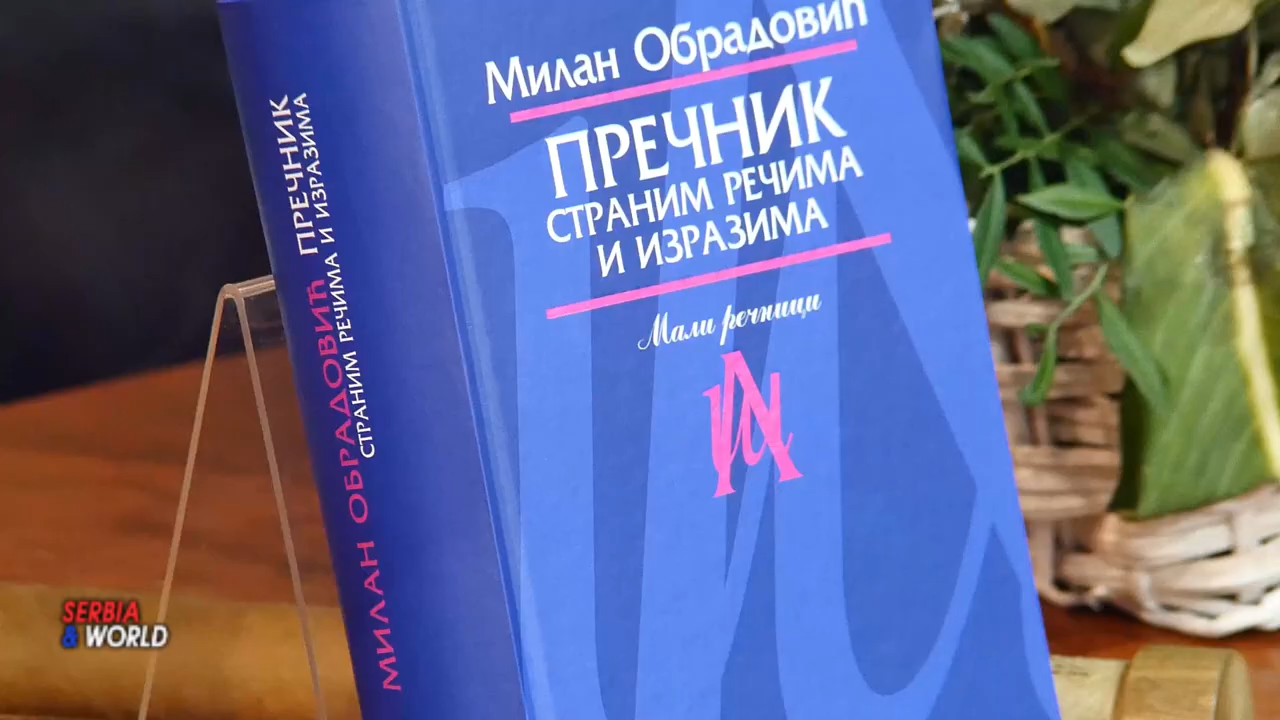 Милан Обрадовић
ПРЕЧНИК
СТРАНИМ РЕЧИМА
И ИЗРАЗИМА
Мали речници
МИЛАН ОБРАДОВИЋ
ПРЕЧНИК
СТРАНИМ РЕЧИМА И ИЗРАЗИМА
SERBIA
& WORLD